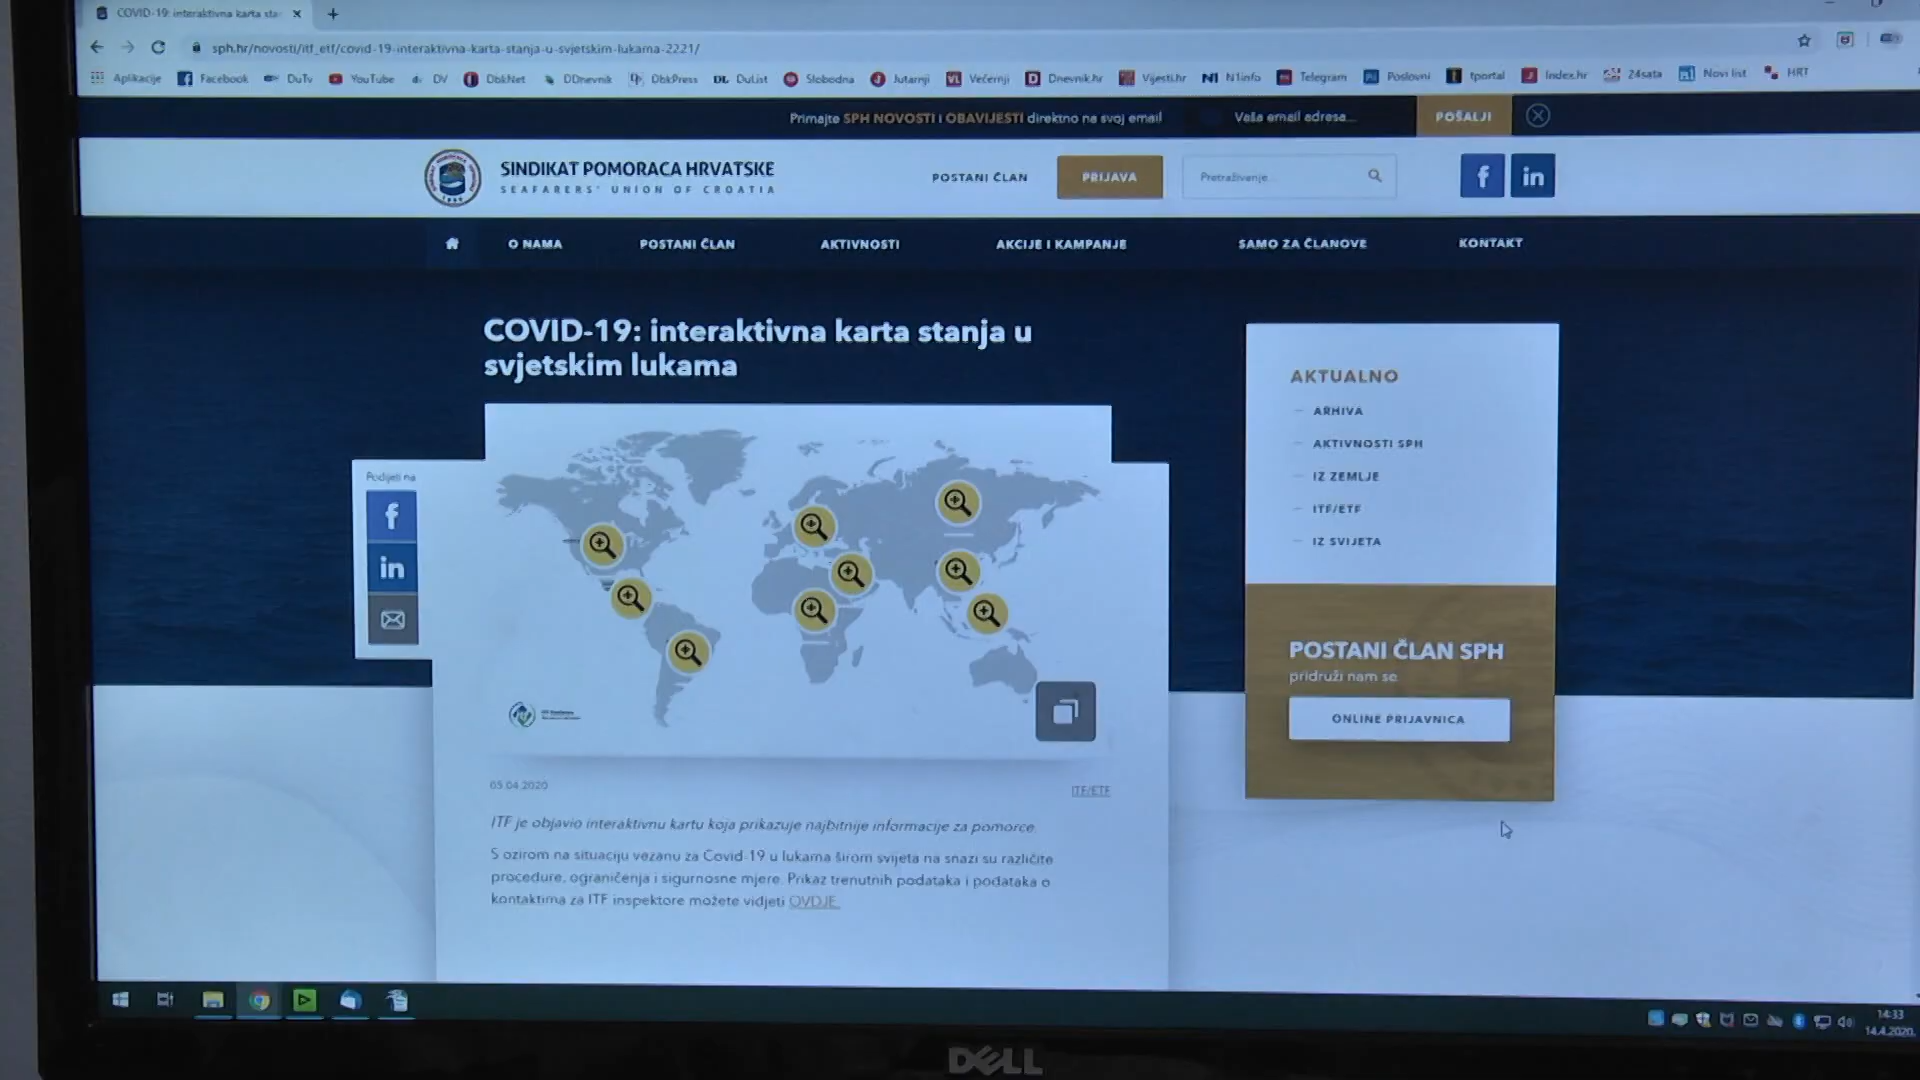 COVID-19: interaktivna karta sta
sph.hr/novosti/itf_etf/covid-19-interaktivna-karta-stanja-u-svjetskim-lukama-2221/
Aplikacije Facebook DuTv YouTube DV DbkNet DDnevnik DbkPress DuList Slobodna Jutarnji Večernji Dnevnik.hr Vijesti.hr N1info Telegram Poslovni tportal Index.hr 24sata Novi list HRT
Primajte SPH NOVOSTI i OBAVIJESTI direktno na svoj email Vaša email adresa... POŠALJI
SINDIKAT POMORACA HRVATSKE
SEAFARERS' UNION OF CROATIA
POSTANI ČLAN PRIJAVA Pretraživanje...
O NAMA POSTANI ČLAN AKTIVNOSTI AKCIJE I KAMPANJE SAMO ZA ČLANOVE KONTAKT
COVID-19: interaktivna karta stanja u
svjetskim lukama
Podijeli na
05.04.2020
ITF/ETF
ITF je objavio interaktivnu kartu koja prikazuje najbitnije informacije za pomorce.
S ozirom na situaciju vezanu za Covid-19 u lukama širom svijeta na snazi su različite
procedure, ograničenja i sigurnosne mjere. Prikaz trenutnih podataka i podataka o
kontaktima za ITF inspektore možete vidjeti OVDJE.
AKTUALNO
ARHIVA
AKTIVNOSTI SPH
IZ ZEMLJE
ITF/ETF
IZ SVIJETA
POSTANI ČLAN SPH
pridruži nam se
ONLINE PRIJAVNICA
14:33
14.4.2020.
DELL